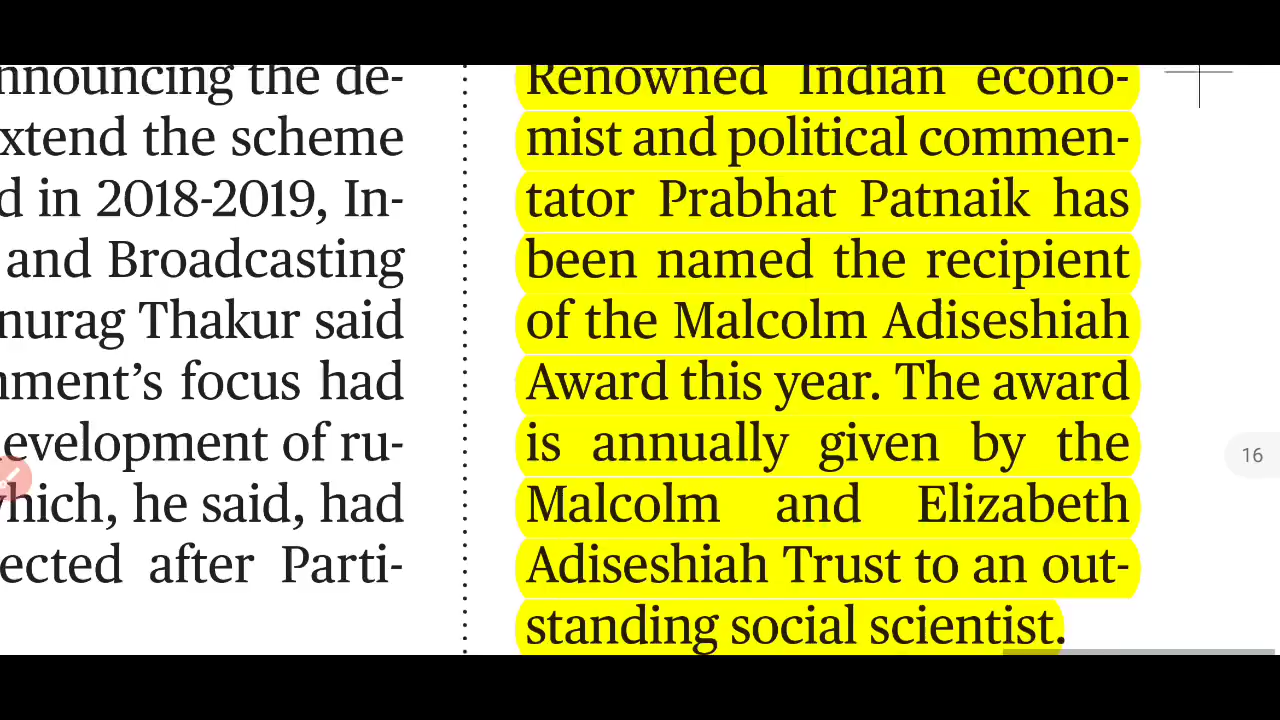 nnouncing the de-
xtend the scheme
d in 2018-2019, In-
and Broadcasting
nurag Thakur said
nment’s focus had
evelopment of ru-
which, he said, had
ected after Parti-
Renowned Indian econo-
mist and political commen-
tator Prabhat Patnaik has
been named the recipient
of the Malcolm Adiseshiah
Award this year. The award
is annually given by the
Malcolm and Elizabeth
Adiseshiah Trust to an out-
standing social scientist.
16